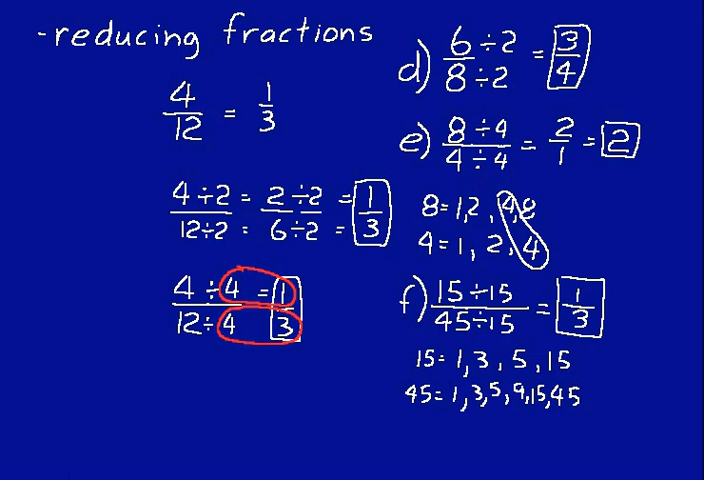 -reducing fractions
4/12 = 1/3
4÷2/12÷2 = 2÷2/6÷2 = 1/3
4÷4/12÷4 = 1/3
d) 6÷2/8÷2 = 3/4
e) 8÷4/4÷4 = 2/1 = 2
8=1,2,4,8
4=1,2,4
f) 15÷15/45÷15 = 1/3
15=1,3,5,15
45=1,3,5,9,15,45